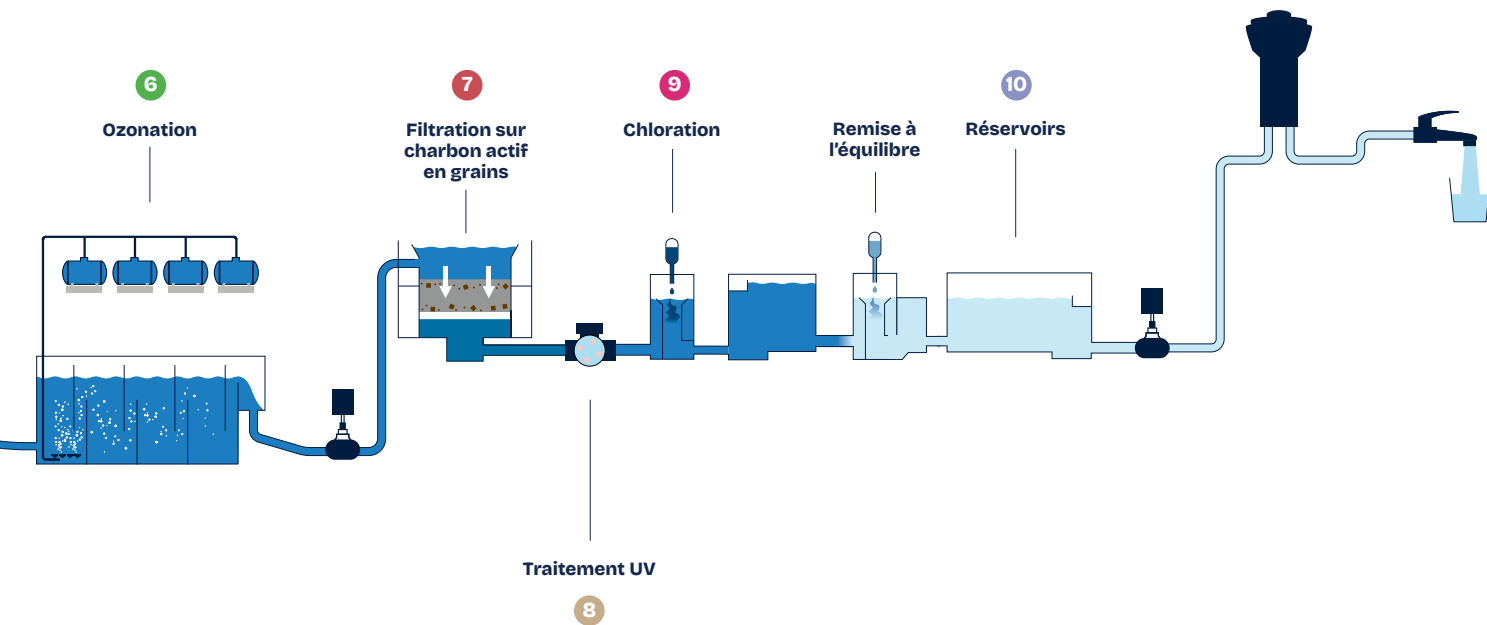 6
Ozonation
7
Filtration sur
charbon actif
en grains
9
Chloration
Remise à
l'équilibre
10
Réservoirs
Traitement UV
8